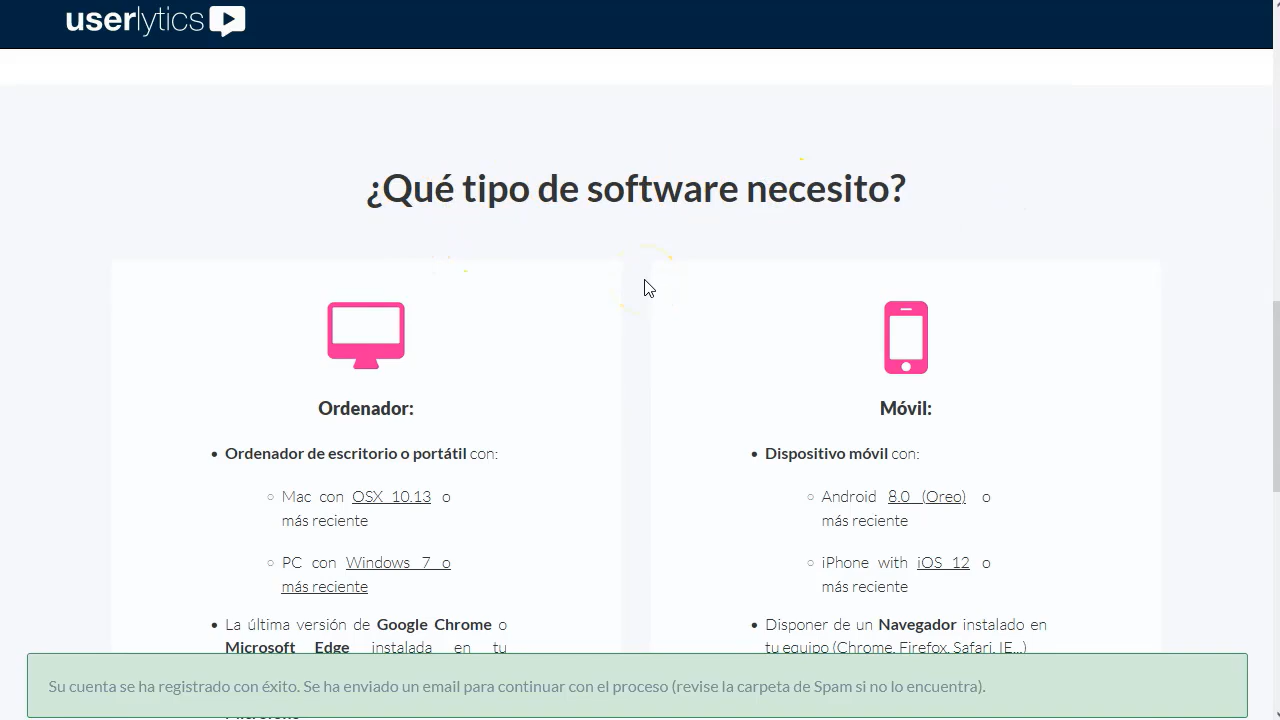 userlytics
¿Qué tipo de software necesito?
Ordenador:
• Ordenador de escritorio o portátil con:
○ Mac con OSX 10.13 o
más reciente
○ PC con Windows 7 o
más reciente
• La última versión de Google Chrome o
Microsoft Edge instalada en tu
Móvil:
• Dispositivo móvil con:
○ Android 8.0 (Oreo) o
más reciente
○ iPhone with iOS 12 o
más reciente
• Disponer de un Navegador instalado en
tu equipo (Chrome, Firefox, Safari, IE...)
Su cuenta se ha registrado con éxito. Se ha enviado un email para continuar con el proceso (revise la carpeta de Spam si no lo encuentra).